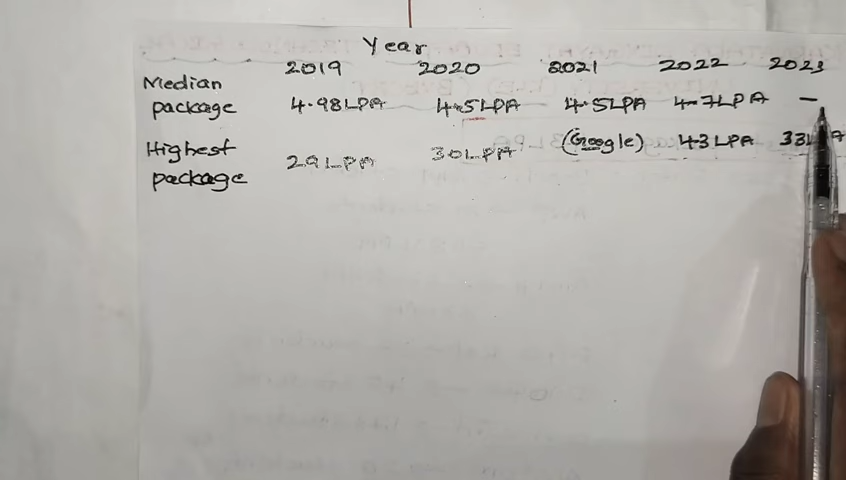 Year
2019 2020 2021 2022 2023
Median package 4.98LPA 4.5LPA 4.5LPA 4.7LPA -
Highest package 29LPA 30LPA (Google) 43LPA 33LPA